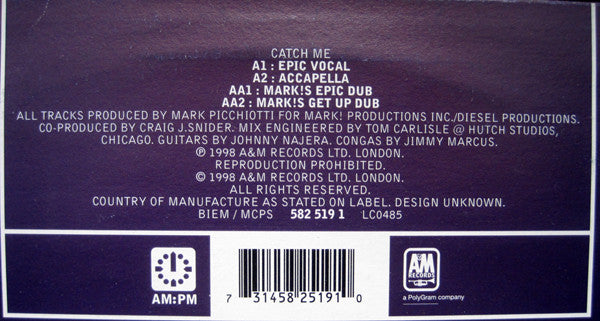 CATCH ME
A1 : EPIC VOCAL
A2 : ACCAPELLA
AA1 : MARK!S EPIC DUB
AA2 : MARK!S GET UP DUB
ALL TRACKS PRODUCED BY MARK PICCHIOTTI FOR MARK! PRODUCTIONS INC./DIESEL PRODUCTIONS.
CO-PRODUCED BY CRAIG J.SNIDER. MIX ENGINEERED BY TOM CARLISLE @ HUTCH STUDIOS,
CHICAGO. GUITARS BY JOHNNY NAJERA. CONGAS BY JIMMY MARCUS.
℗ 1998 A&M RECORDS LTD. LONDON.
REPRODUCTION PROHIBITED.
© 1998 A&M RECORDS LTD. LONDON.
ALL RIGHTS RESERVED.
COUNTRY OF MANUFACTURE AS STATED ON LABEL. DESIGN UNKNOWN.
BIEM / MCPS 582 519 1 LC0485
AM:PM
7 31458 25191 0
AM
RECORDS
a PolyGram company